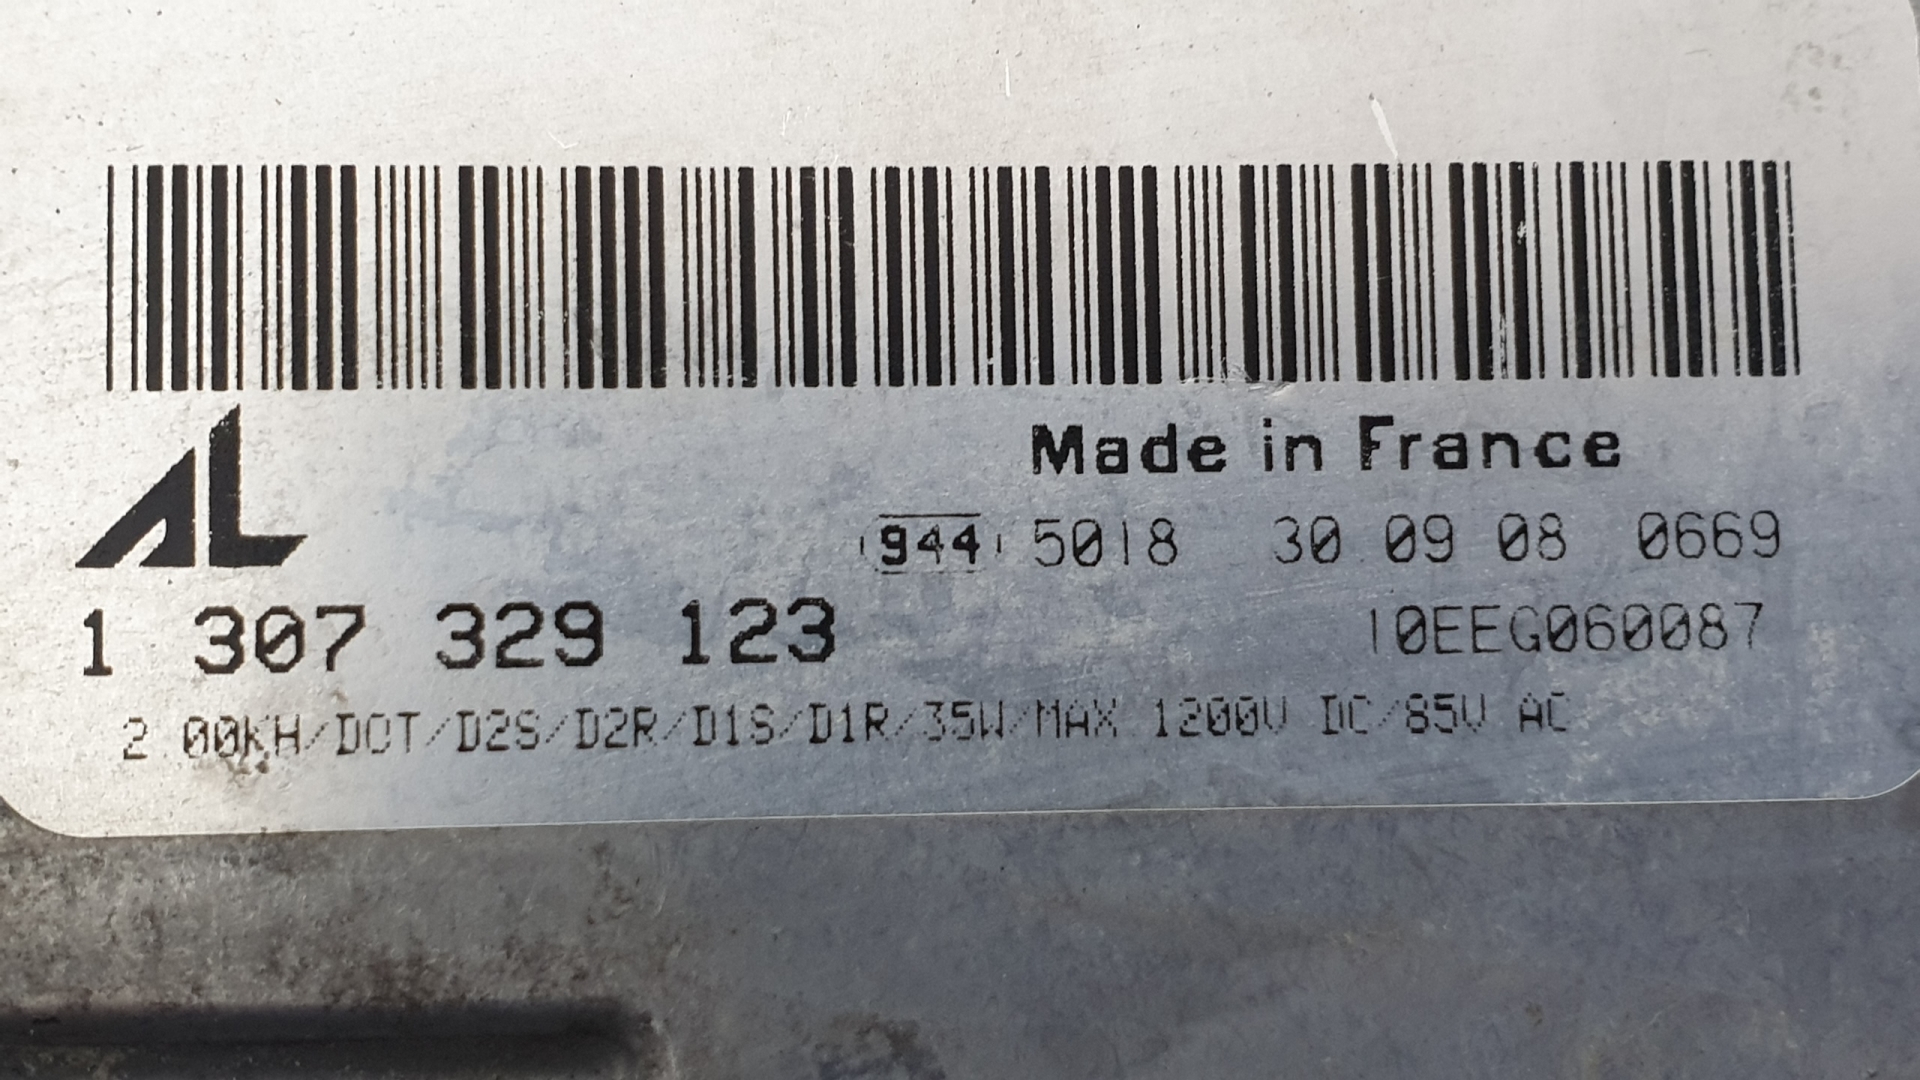 Made in France
AL
944 5018 30 09 08 0669
1 307 329 123
10EEG060087
2.00KH/DOT/D2S/D2R/D1S/D1R/35W/MAX 1200V DC/85V AC